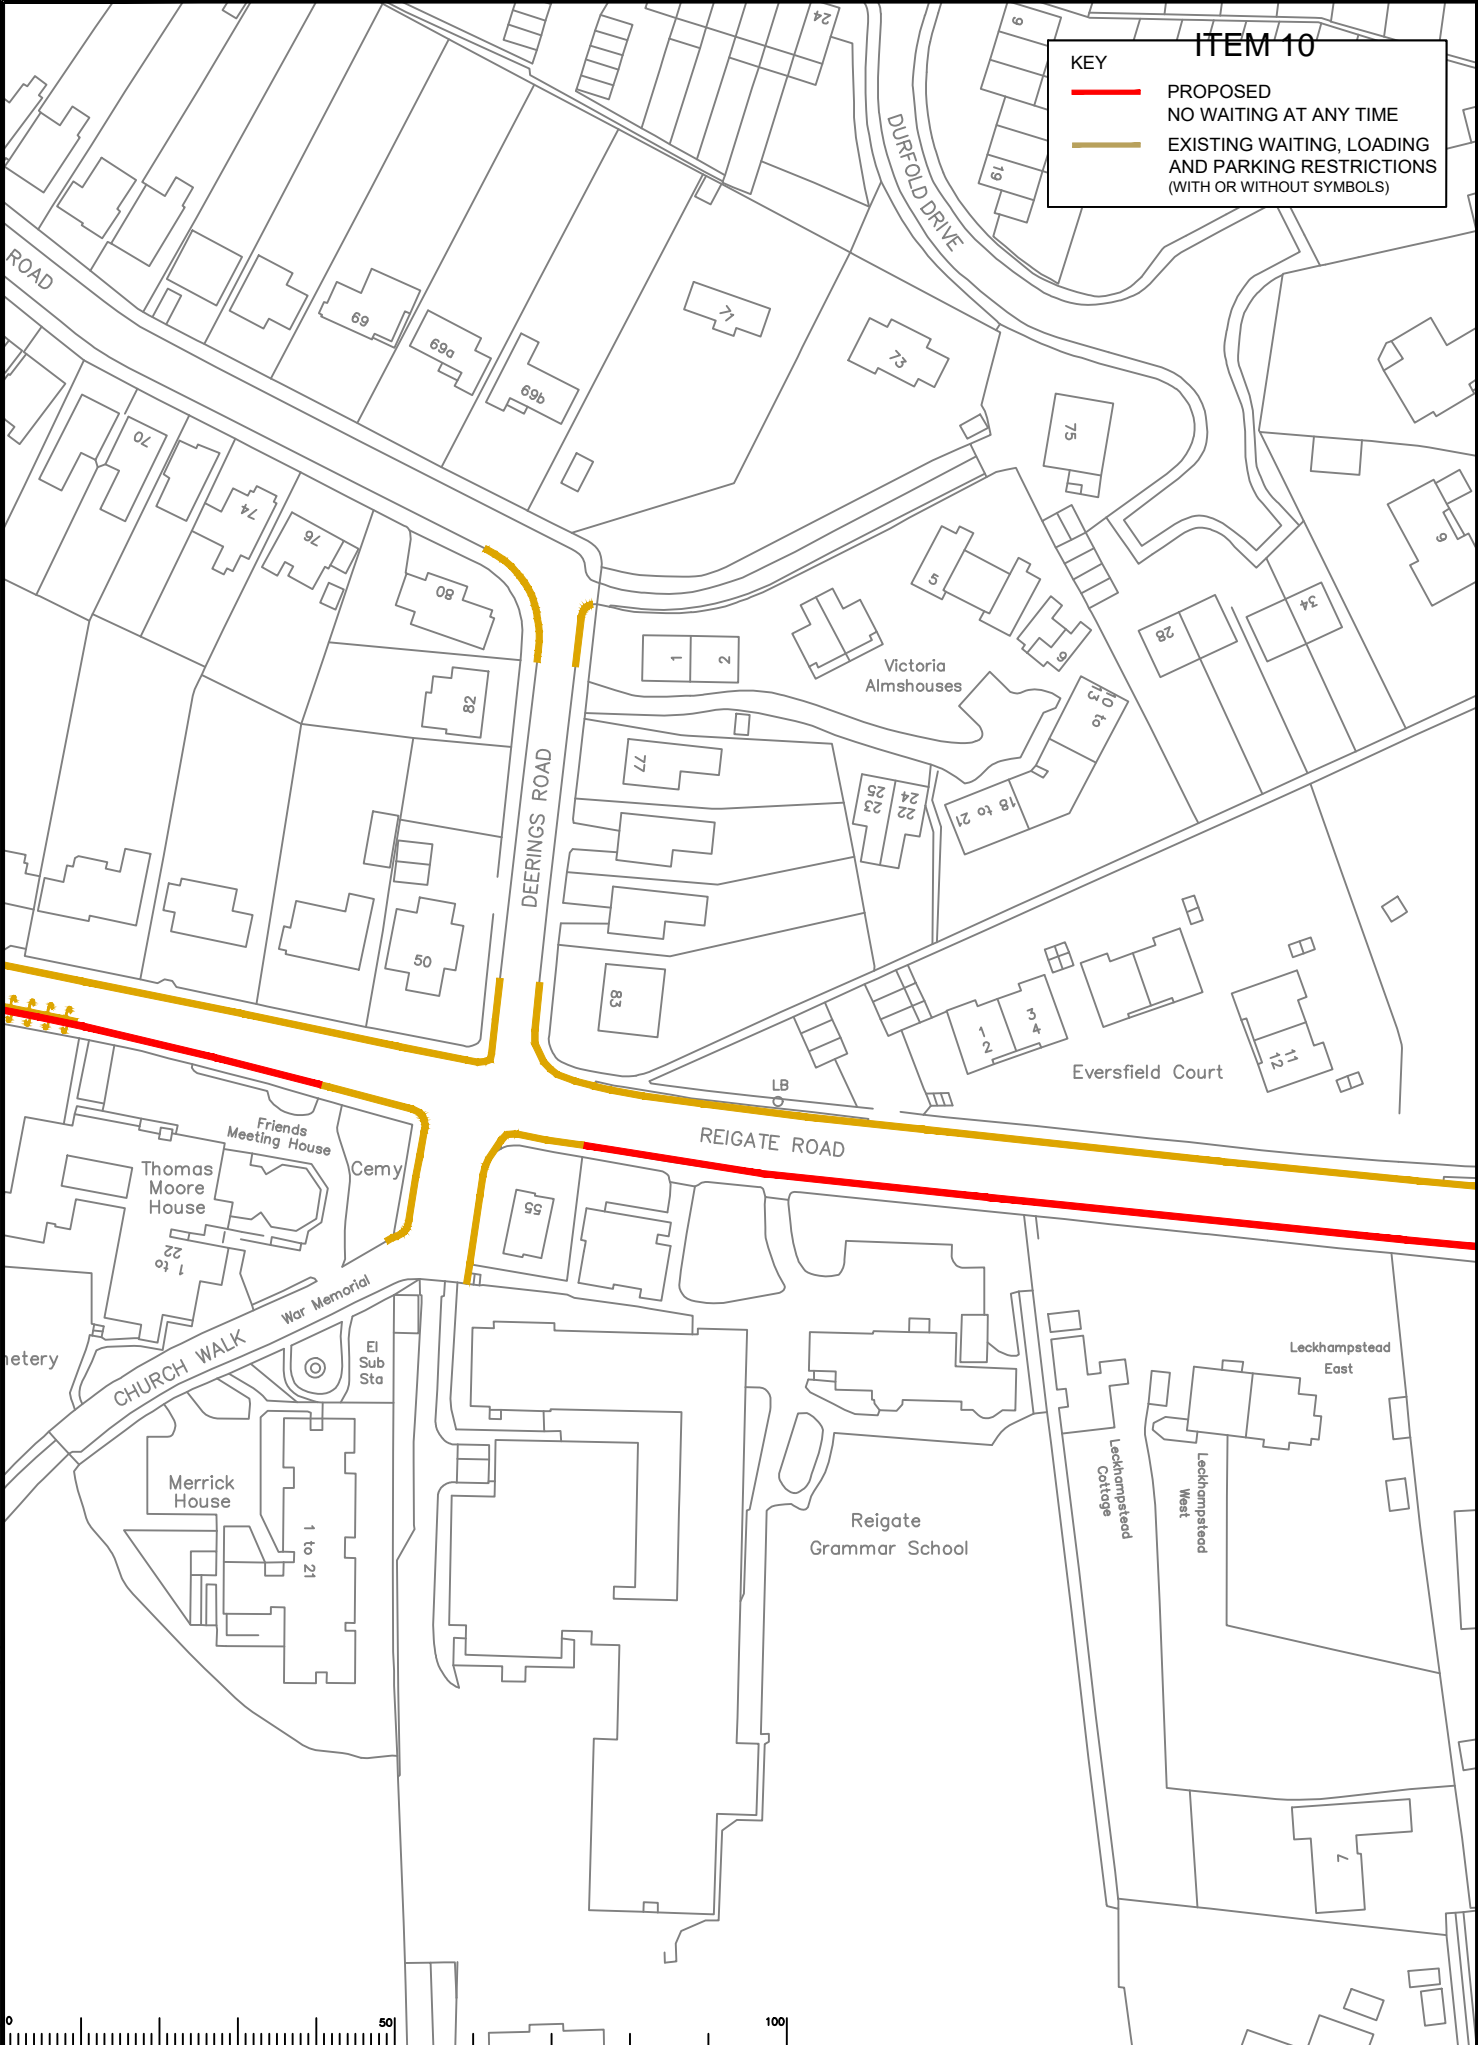 ITEM 10
KEY
PROPOSED
NO WAITING AT ANY TIME
EXISTING WAITING, LOADING
AND PARKING RESTRICTIONS
(WITH OR WITHOUT SYMBOLS)
24
9
19
DURFOLD DRIVE
ROAD
69
69a
69b
71
73
75
70
74
76
80
82
5
9
28
34
9
1
2
Victoria
Almshouses
10 to
13
77
DEERINGS ROAD
25
23
24
22
18 to 21
50
83
1
2
3
4
11
12
Eversfield Court
LB
REIGATE ROAD
Friends
Meeting House
Thomas
Moore
House
Cemy
55
1 to
22
War Memorial
CHURCH WALK
netery
El
Sub
Sta
Leckhampstead
East
Leckhampstead
Cottage
Leckhampstead
West
Merrick
House
1 to 21
Reigate
Grammar School
7
0
50
100